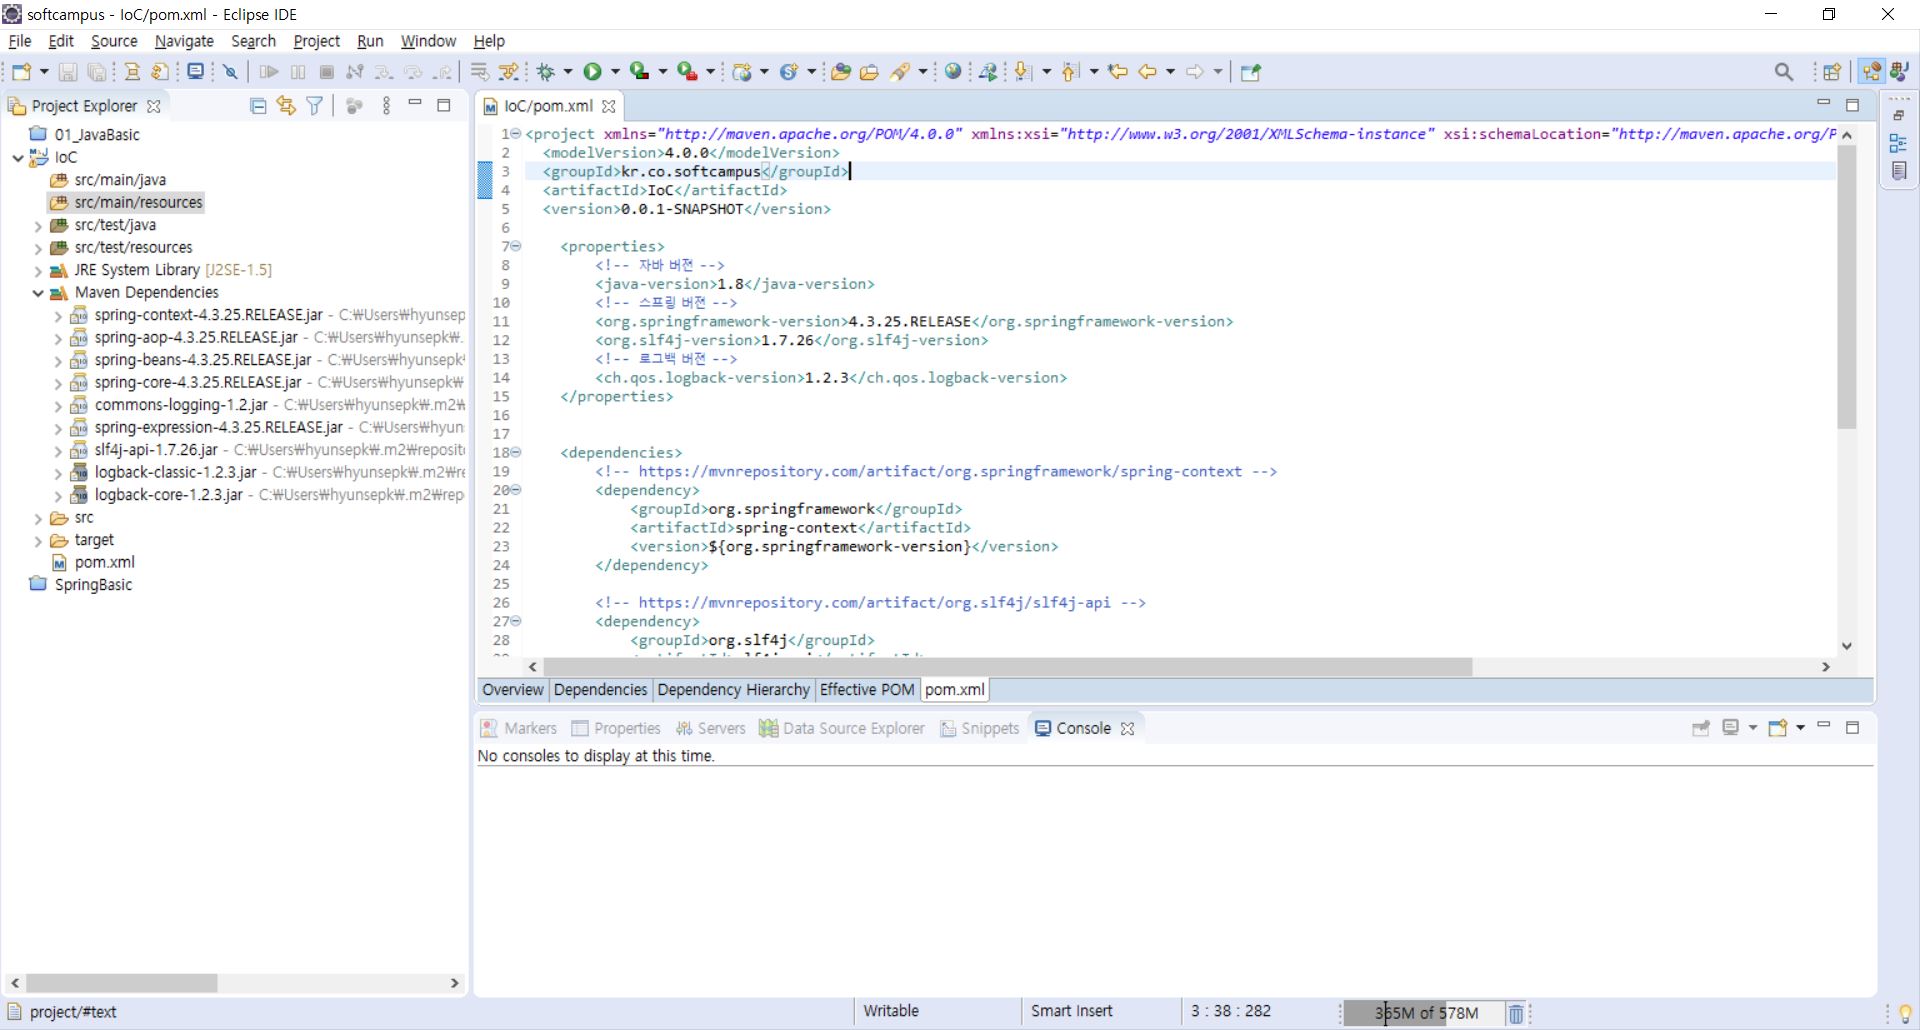 softcampus - IoC/pom.xml - Eclipse IDE
File Edit Source Navigate Search Project Run Window Help
Project Explorer
01_JavaBasic
IoC
src/main/java
src/main/resources
src/test/java
src/test/resources
JRE System Library [J2SE-1.5]
Maven Dependencies
spring-context-4.3.25.RELEASE.jar - C:₩Users₩hyunsep
spring-aop-4.3.25.RELEASE.jar - C:₩Users₩hyunsepk₩.
spring-beans-4.3.25.RELEASE.jar - C:₩Users₩hyunsepk
spring-core-4.3.25.RELEASE.jar - C:₩Users₩hyunsepk₩
commons-logging-1.2.jar - C:₩Users₩hyunsepk₩.m2₩
spring-expression-4.3.25.RELEASE.jar - C:₩Users₩hyun
slf4j-api-1.7.26.jar - C:₩Users₩hyunsepk₩.m2₩reposit
logback-classic-1.2.3.jar - C:₩Users₩hyunsepk₩.m2₩re
logback-core-1.2.3.jar - C:₩Users₩hyunsepk₩.m2₩rep
src
target
pom.xml
SpringBasic
IoC/pom.xml
1 <project xmlns="http://maven.apache.org/POM/4.0.0" xmlns:xsi="http://www.w3.org/2001/XMLSchema-instance" xsi:schemaLocation="http://maven.apache.org/P
2 <modelVersion>4.0.0</modelVersion>
3 <groupId>kr.co.softcampus</groupId>
4 <artifactId>IoC</artifactId>
5 <version>0.0.1-SNAPSHOT</version>
6
7 <properties>
8 <!-- 자바 버젼 -->
9 <java-version>1.8</java-version>
10 <!-- 스프링 버젼 -->
11 <org.springframework-version>4.3.25.RELEASE</org.springframework-version>
12 <org.slf4j-version>1.7.26</org.slf4j-version>
13 <!-- 로그백 버젼 -->
14 <ch.qos.logback-version>1.2.3</ch.qos.logback-version>
15 </properties>
16
17
18 <dependencies>
19 <!-- https://mvnrepository.com/artifact/org.springframework/spring-context -->
20 <dependency>
21 <groupId>org.springframework</groupId>
22 <artifactId>spring-context</artifactId>
23 <version>${org.springframework-version}</version>
24 </dependency>
25
26 <!-- https://mvnrepository.com/artifact/org.slf4j/slf4j-api -->
27 <dependency>
28 <groupId>org.slf4j</groupId>
Overview Dependencies Dependency Hierarchy Effective POM pom.xml
Markers Properties Servers Data Source Explorer Snippets Console
No consoles to display at this time.
project/#text Writable Smart Insert 3 : 38 : 282 365M of 578M